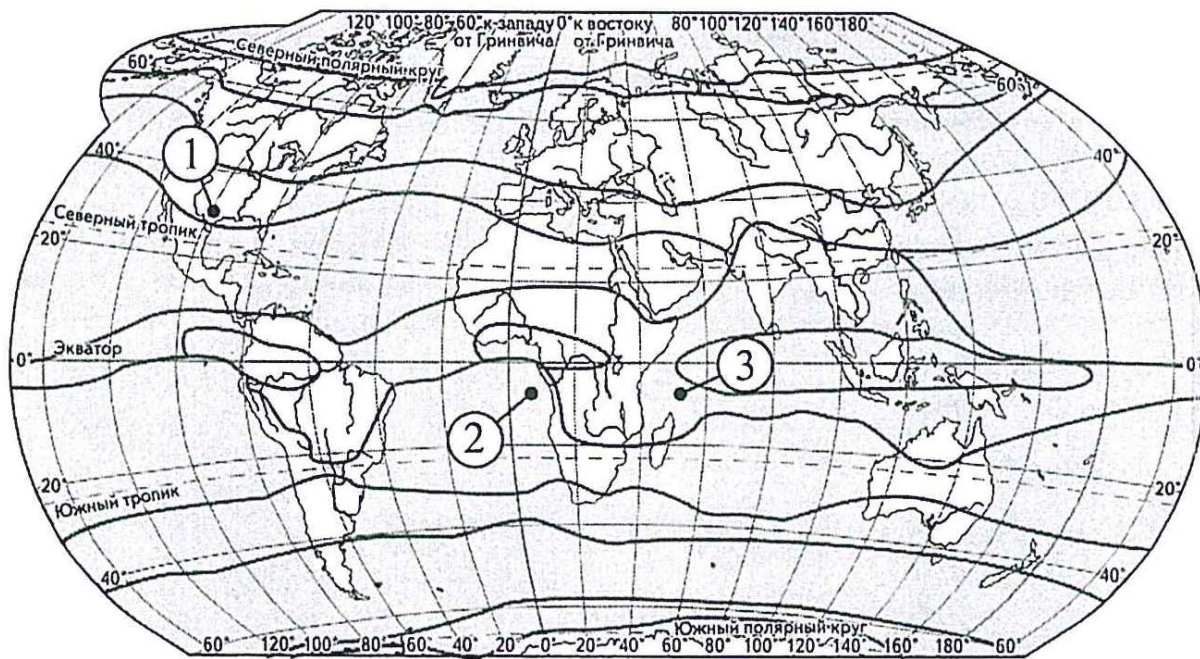 120° 100° 80° 60° к западу 0° к востоку 80° 100° 120° 140° 160° 180°
от Гринвича от Гринвича
Северный полярный круг
60° 60°
1
40° 40°
Северный тропик
20° 20°
Экватор
0° 0°
3
2
20° 20°
Южный тропик
40° 40°
Южный полярный круг
60° 120° 100° 80° 60° 40° 20° 0 20° 40° 60° 80° 100° 120° 140° 160° 60°